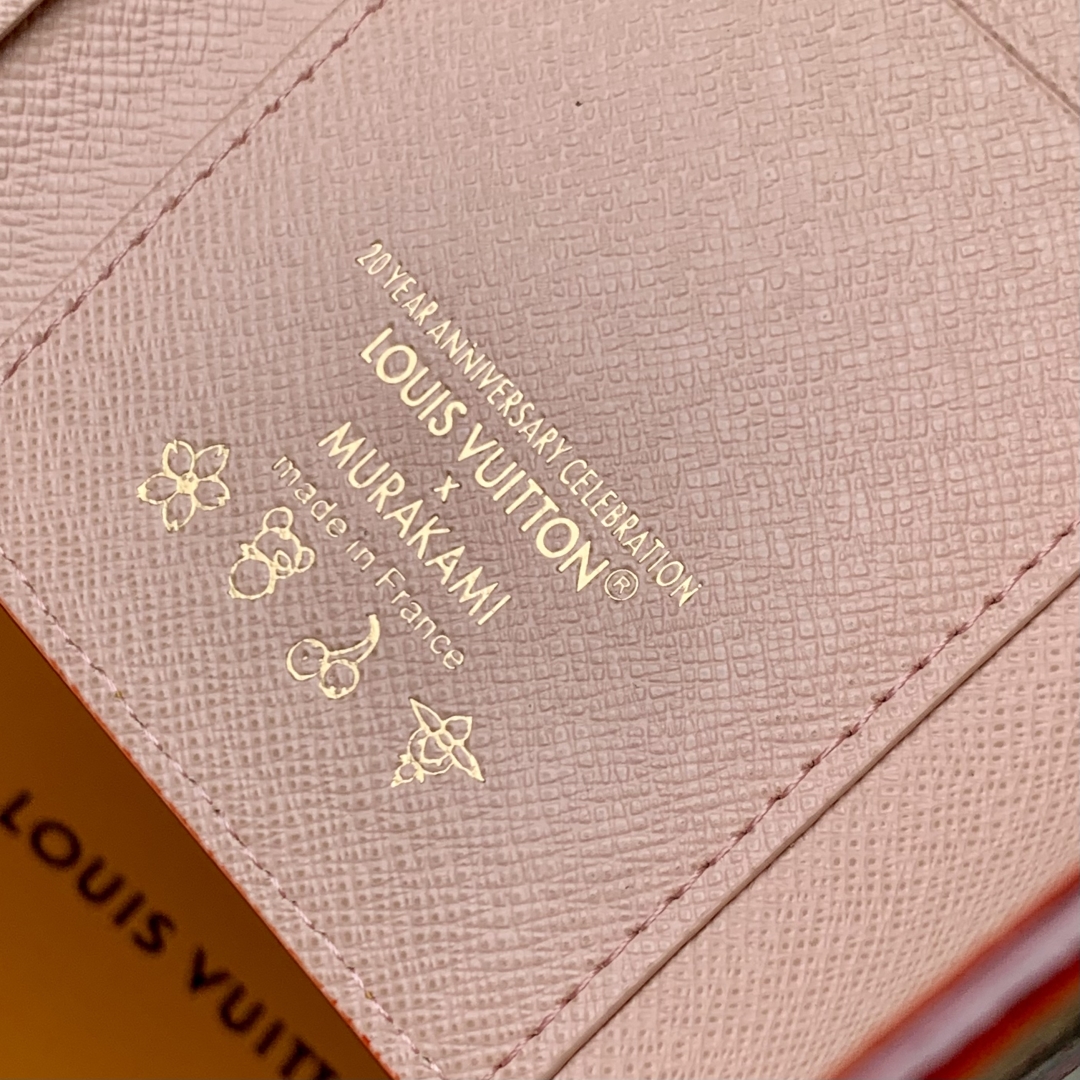 20 YEAR ANNIVERSARY CELEBRATION
LOUIS VUITTON®
x
MURAKAMI
made in France
LOUIS VUITT